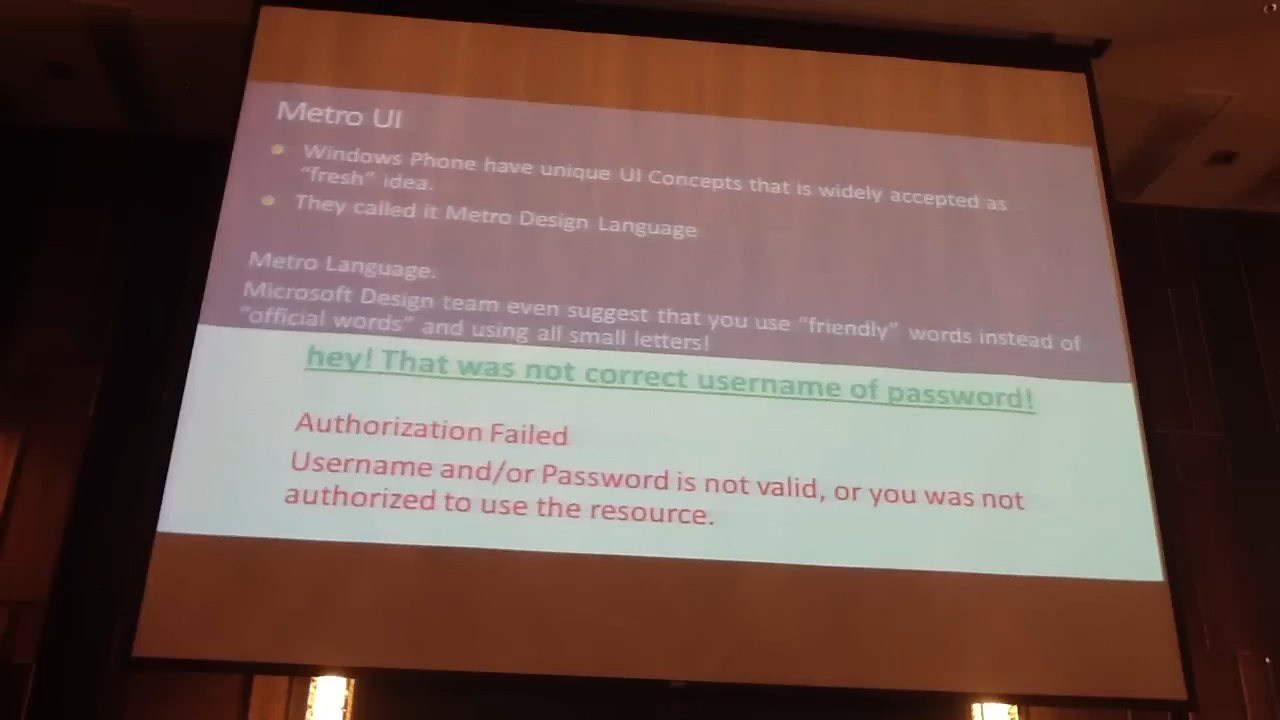 Metro UI
Windows Phone have unique UI Concepts that is widely accepted as
"fresh" idea.
They called it Metro Design Language
Metro Language.
Microsoft Design team even suggest that you use "friendly" words instead of
"official words" and using all small letters!
hey! That was not correct username of password!
Authorization Failed
Username and/or Password is not valid, or you was not
authorized to use the resource.